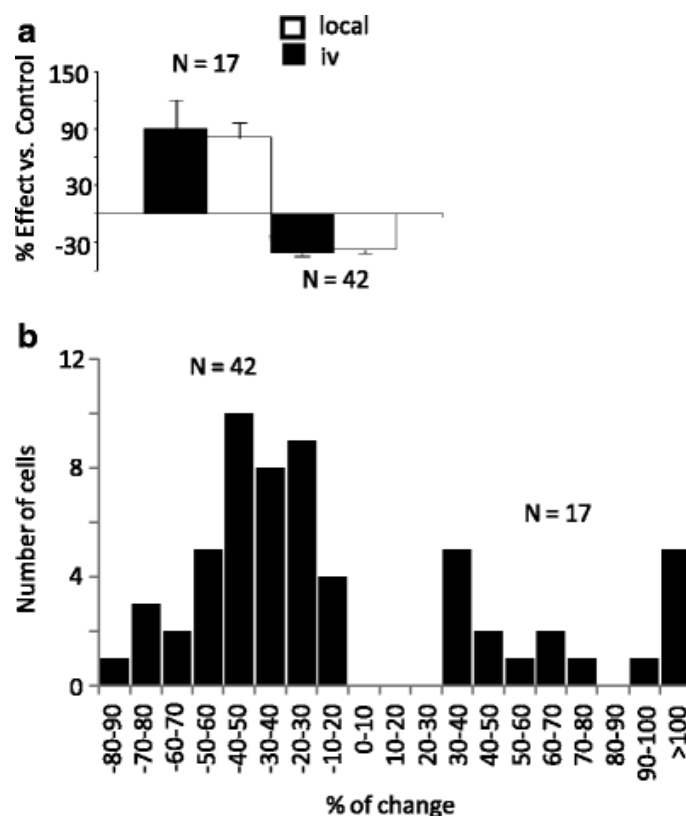 a
local
iv
N = 17
% Effect vs. Control
150
90
30
-30
N = 42
b
12
8
4
0
Number of cells
N = 42
N = 17
-80-90
-70-80
-60-70
-50-60
-40-50
-30-40
-20-30
-10-20
0-10
10-20
20-30
30-40
40-50
50-60
60-70
70-80
80-90
90-100
>100
% of change